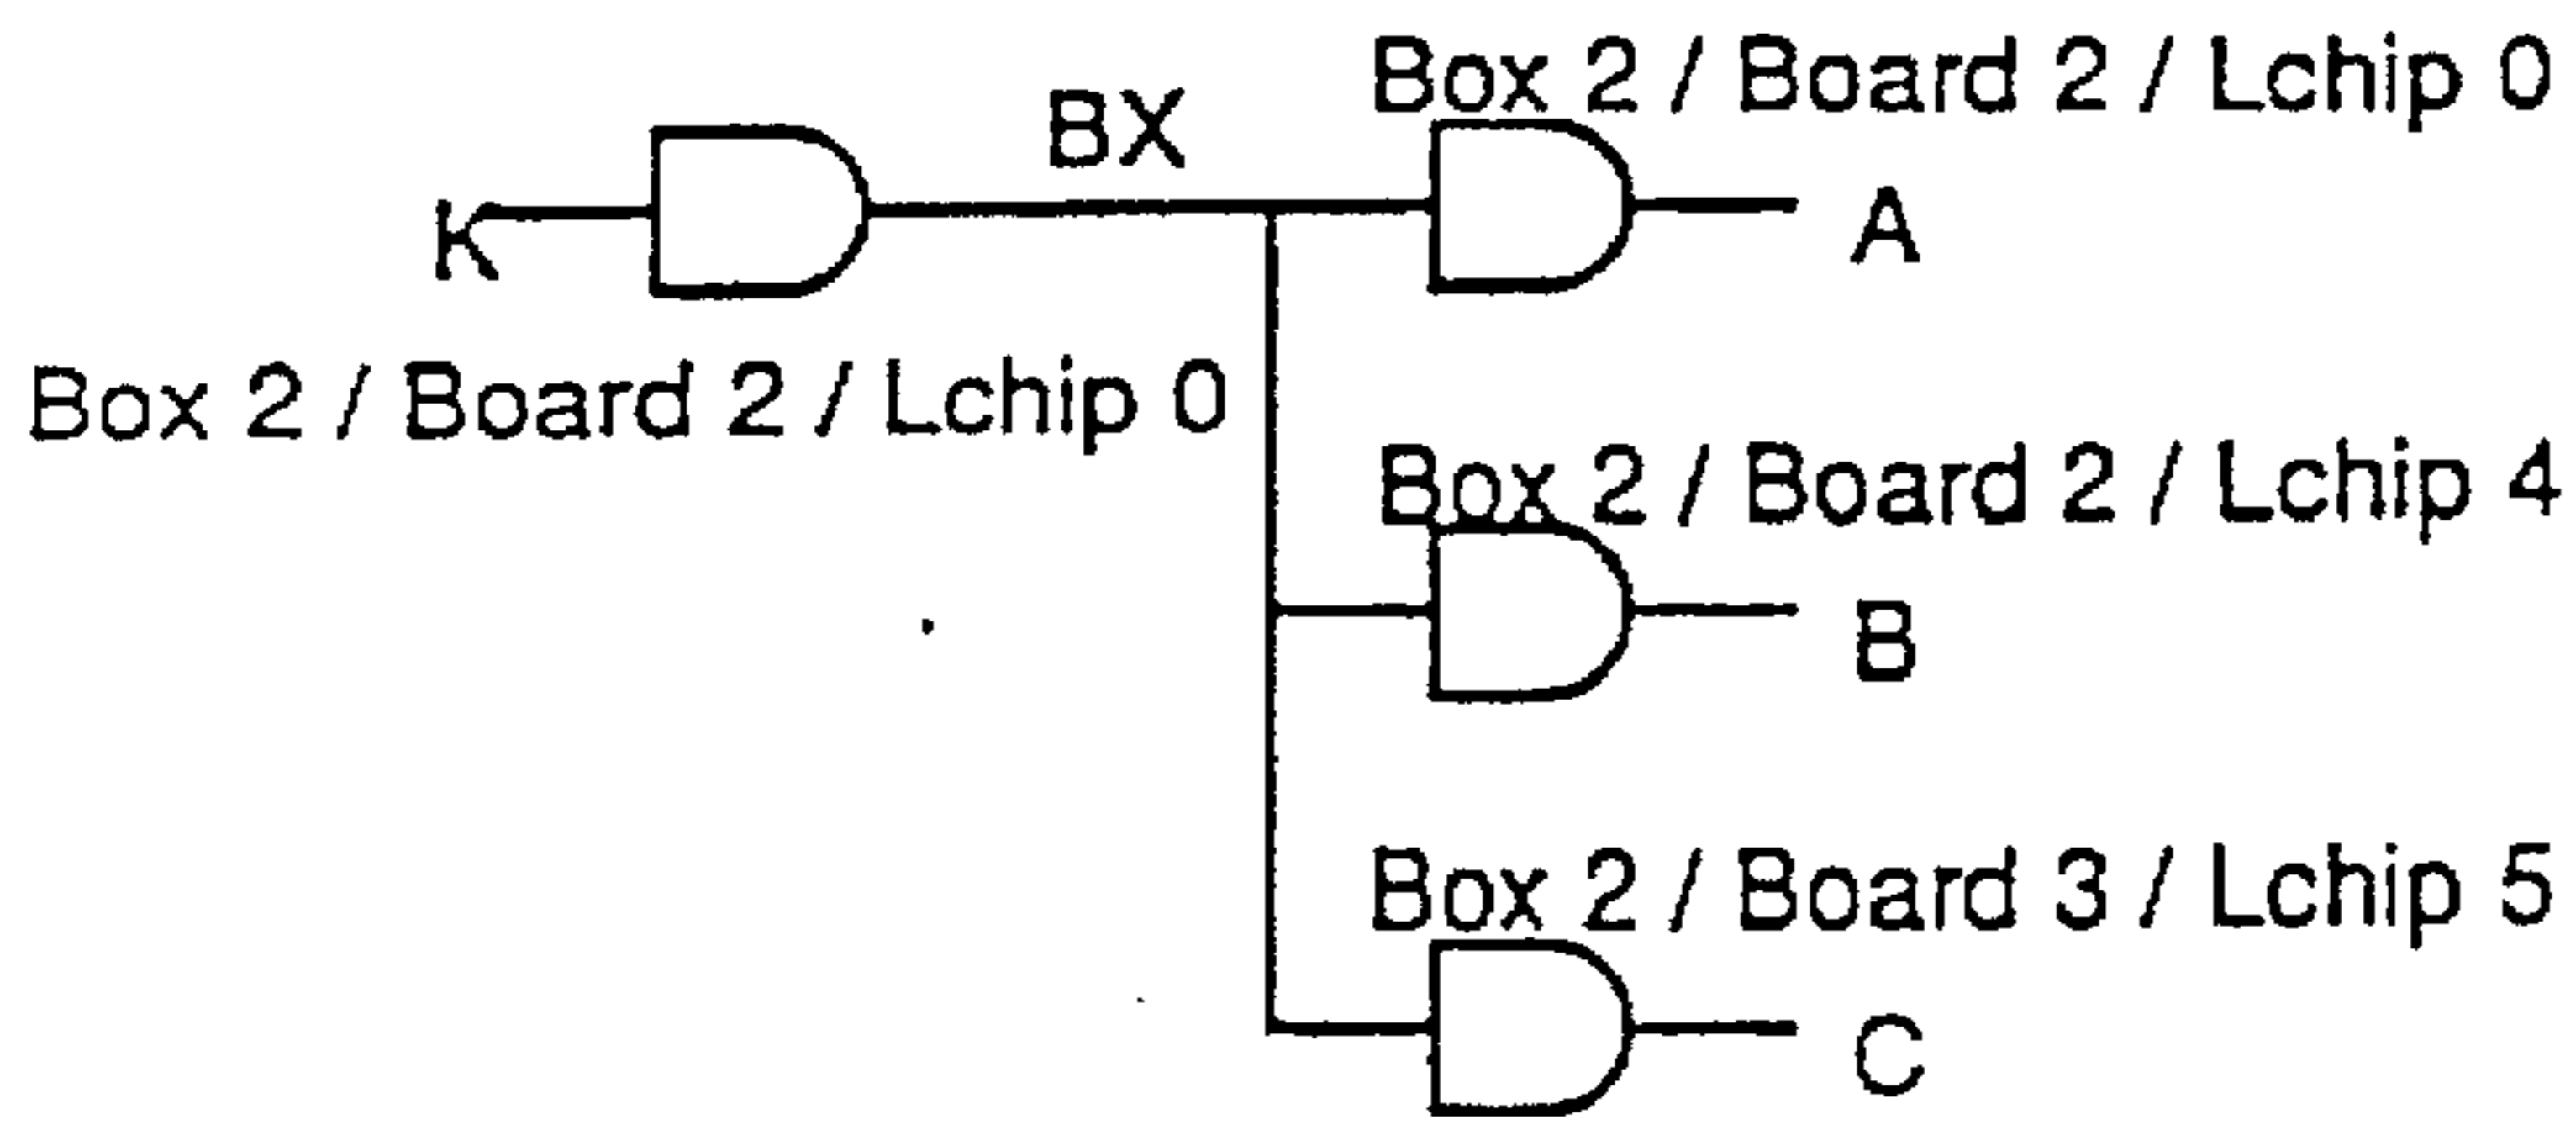 Box 2 / Board 2 / Lchip 0
BX
K
A
Box 2 / Board 2 / Lchip 0
Box 2 / Board 2 / Lchip 4
B
Box 2 / Board 3 / Lchip 5
C